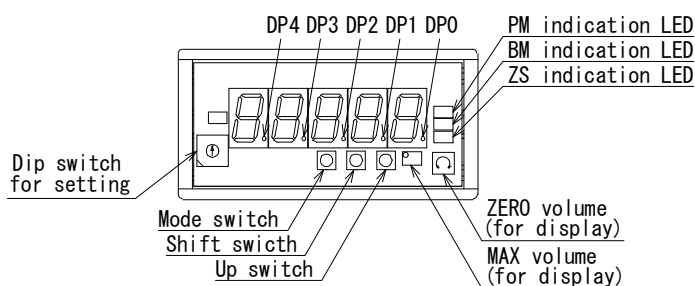 DP4 DP3 DP2 DP1 DP0
PM indication LED
BM indication LED
ZS indication LED
Dip switch
for setting
Mode switch
Shift swicth
Up switch
ZERO volume
(for display)
MAX volume
(for display)